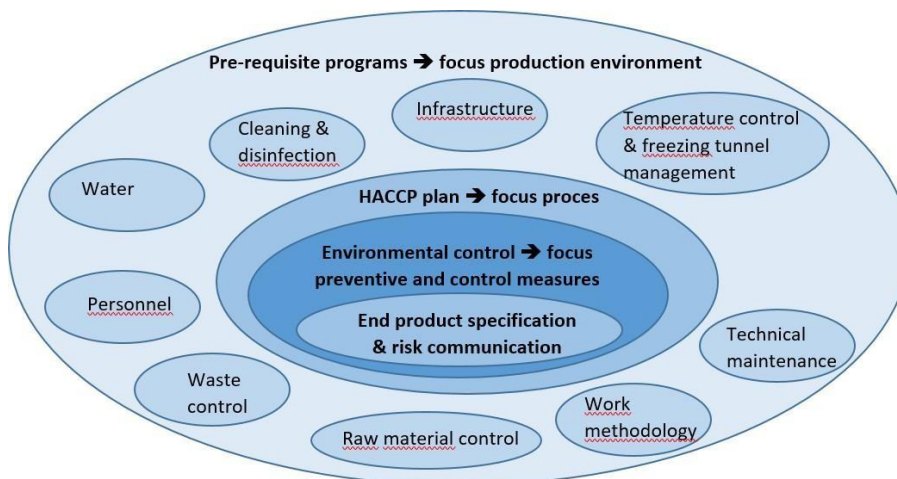 Pre-requisite programs ➔ focus production environment
Infrastructure
Cleaning &
disinfection
Temperature control
& freezing tunnel
management
Water
HACCP plan ➔ focus proces
Environmental control ➔ focus
preventive and control measures
Personnel
End product specification
& risk communication
Technical
maintenance
Waste
control
Work
methodology
Raw material control